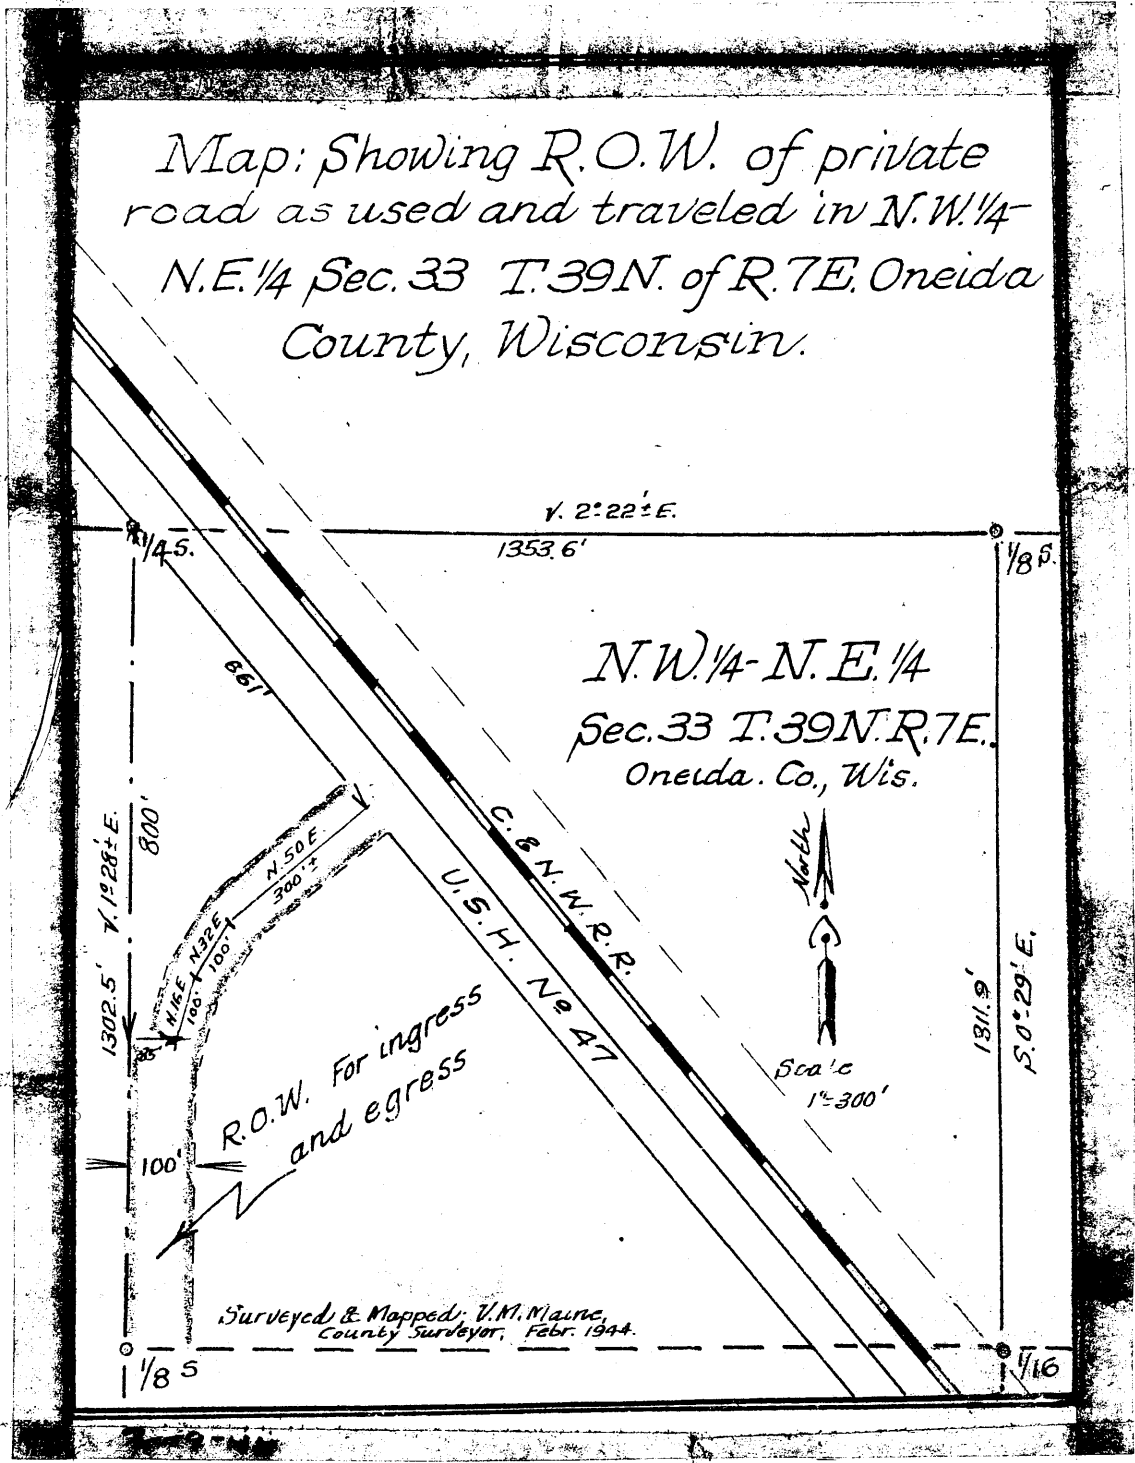 Map: Showing R.O.W. of private
road as used and traveled in N.W.1/4-
N.E.1/4 Sec. 33 T.39N. of R.7E. Oneida
County, Wisconsin.
V. 2°22'± E.
1353.6'
1/4 S.
1/8 S.
661'
N.W.1/4-N.E.1/4
Sec.33 T.39N.R.7E.
Oneida. Co., Wis.
V. 1°28'± E.
800'
1302.5'
N.50E.
300'±
N.32E
100'
N.16E
100'
C. & N. W. R. R.
U.S.H. No 47
North
Scale
1"=300'
1311.9'
S.0°29'E.
R.O.W. For ingress
and egress
100'
Surveyed & Mapped; V.M. Maine,
County Surveyor, Febr. 1944.
1/8 S
1/16